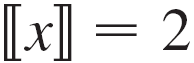 ⟦x⟧ = 2